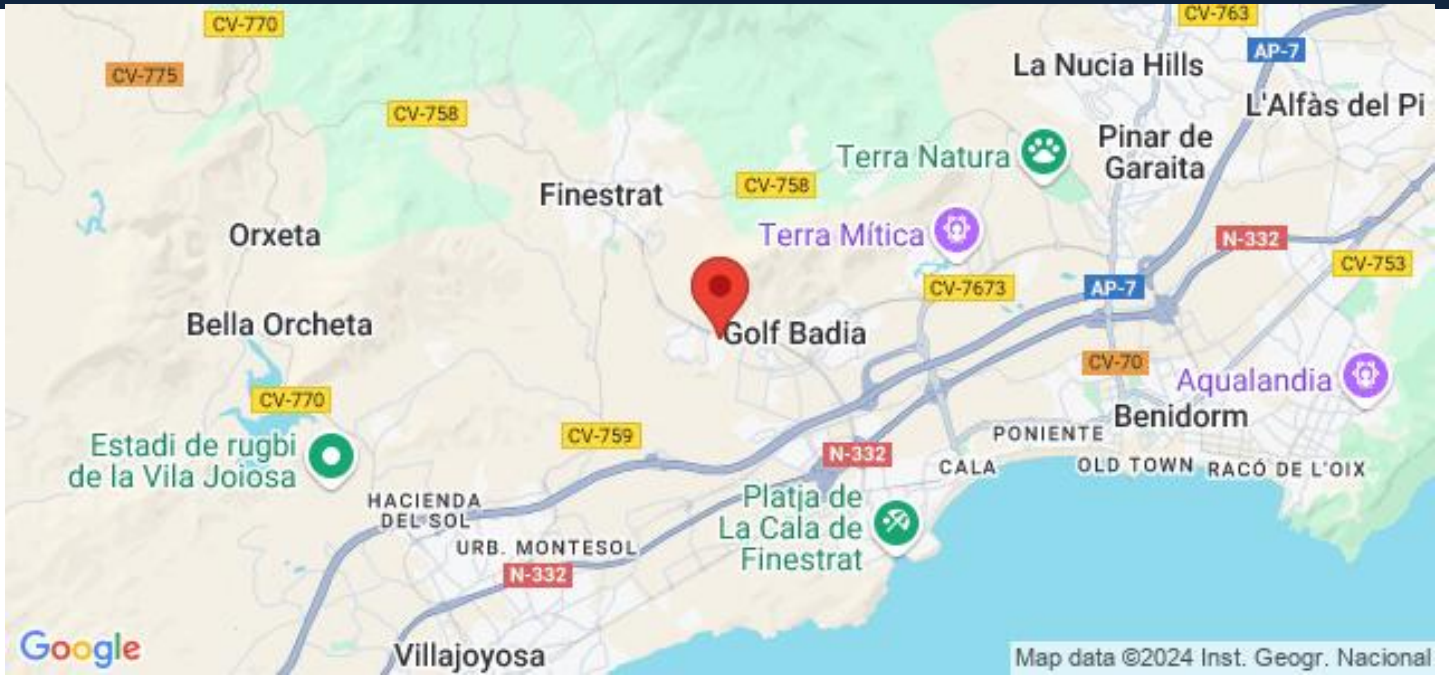 CV-770
CV-763
CV-775
AP-7
La Nucia Hills
L'Alfàs del Pi
CV-758
Terra Natura
Pinar de
Garaita
Finestrat
CV-758
Orxeta
Terra Mítica
N-332
CV-753
CV-7673
AP-7
Bella Orcheta
Golf Badia
CV-70
Aqualandia
CV-770
Benidorm
CV-759
PONIENTE
Estadi de rugbi
de la Vila Joiosa
N-332
CALA
OLD TOWN
RACÓ DE L'OIX
HACIENDA
DEL SOL
Platja de
La Cala de
Finestrat
URB. MONTESOL
N-332
Google
Villajoyosa
Map data ©2024 Inst. Geogr. Nacional